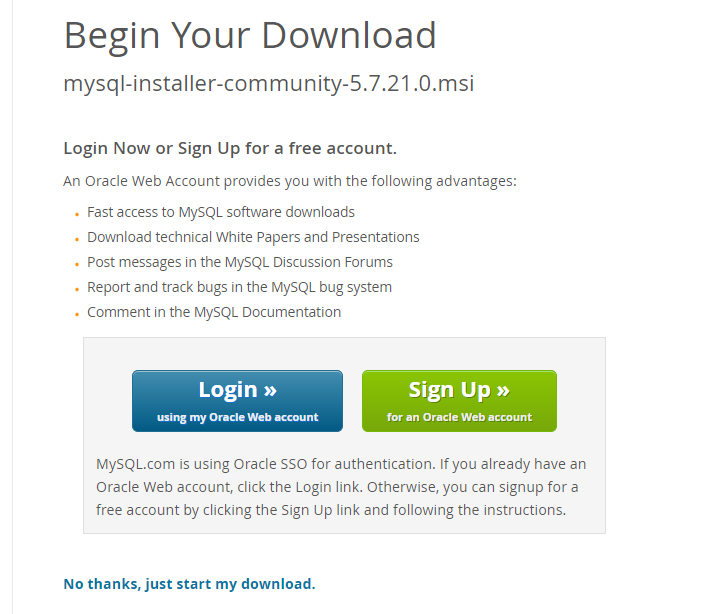 Begin Your Download
mysql-installer-community-5.7.21.0.msi
Login Now or Sign Up for a free account.
An Oracle Web Account provides you with the following advantages:
Fast access to MySQL software downloads
Download technical White Papers and Presentations
Post messages in the MySQL Discussion Forums
Report and track bugs in the MySQL bug system
Comment in the MySQL Documentation
Login »
using my Oracle Web account
Sign Up »
for an Oracle Web account
MySQL.com is using Oracle SSO for authentication. If you already have an
Oracle Web account, click the Login link. Otherwise, you can signup for a
free account by clicking the Sign Up link and following the instructions.
No thanks, just start my download.